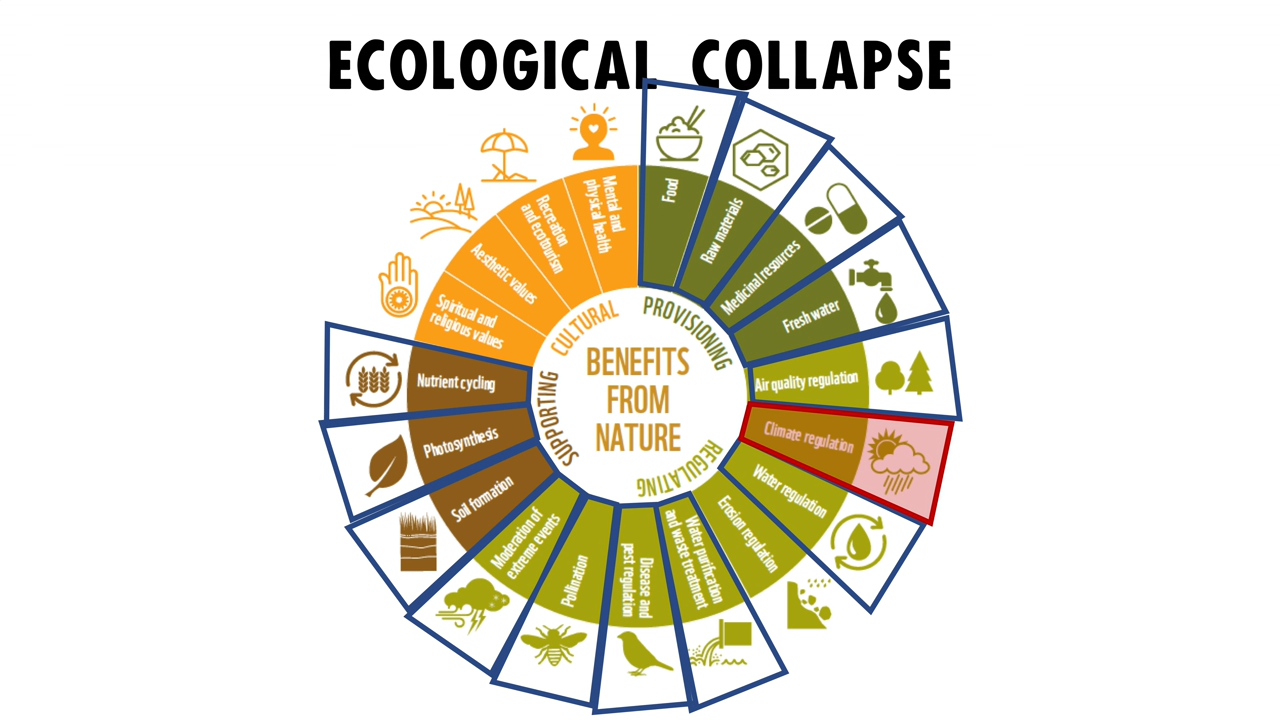 ECOLOGICAL COLLAPSE
Food
Raw materials
Medicinal resources
Fresh water
Air quality regulation
Climate regulation
Water regulation
Erosion regulation
Water purification
and waste treatment
Disease and
pest regulation
Pollination
Moderation of
extreme events
Soil formation
Photosynthesis
Nutrient cycling
Spiritual and
religious values
Aesthetic values
Recreation
and ecotourism
Mental and
physical health
PROVISIONING
REGULATING
SUPPORTING
CULTURAL
BENEFITS
FROM
NATURE